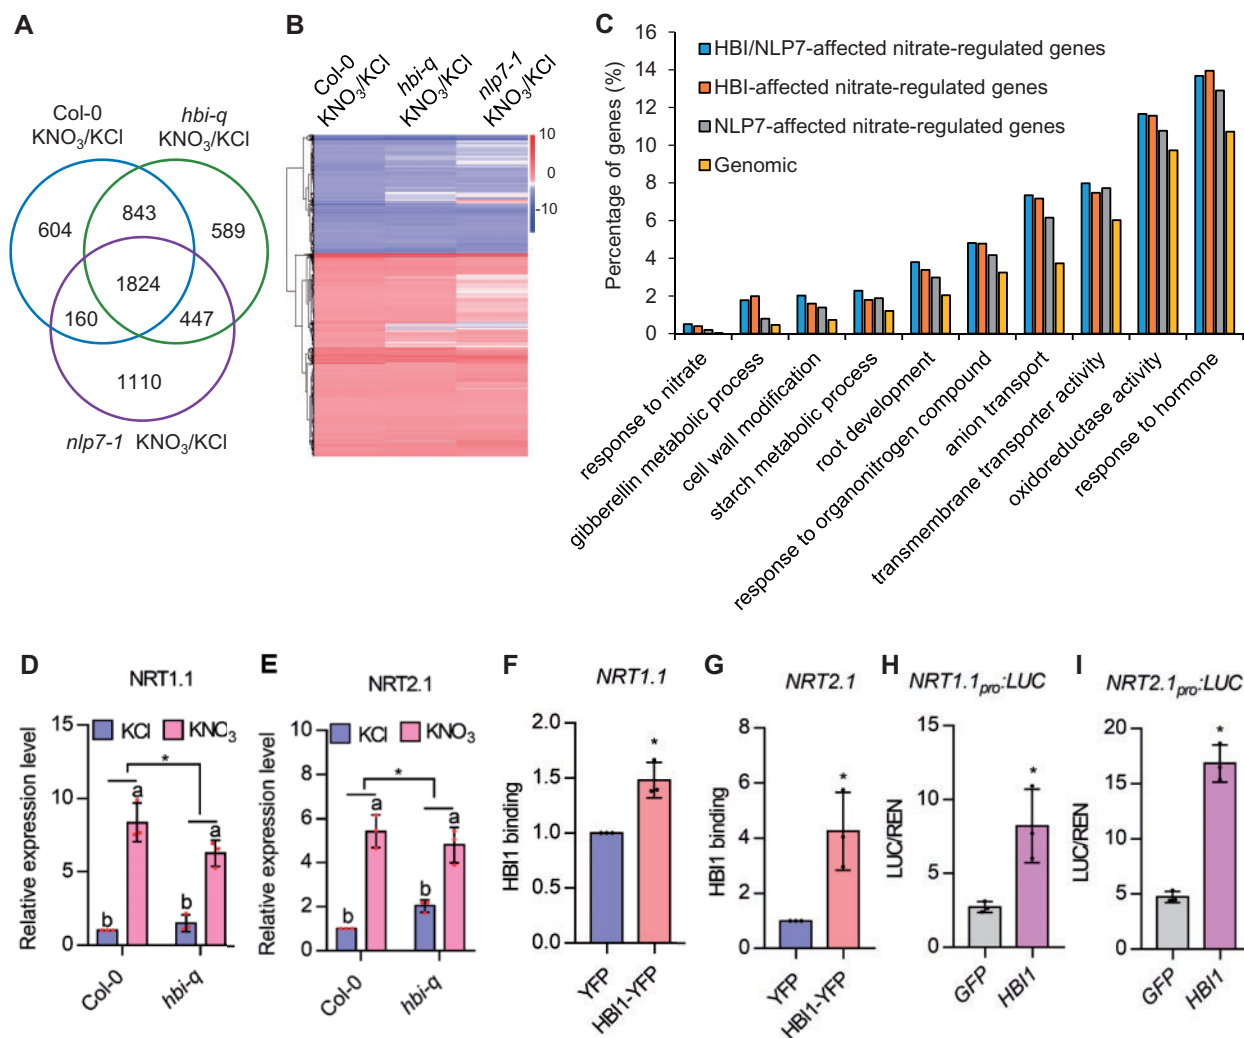 A
Col-0
KNO3/KCl
hbi-q
KNO3/KCl
604
843
589
1824
160
447
1110
nlp7-1 KNO3/KCl
B
Col-0
KNO3/KCl
hbi-q
KNO3/KCl
nlp7-1
KNO3/KCl
10
0
-10
C
Percentage of genes (%)
16
14
12
10
8
6
4
2
0
HBI/NLP7-affected nitrate-regulated genes
HBI-affected nitrate-regulated genes
NLP7-affected nitrate-regulated genes
Genomic
response to nitrate
gibberellin metabolic process
cell wall modification
starch metabolic process
root development
response to organonitrogen compound
anion transport
transmembrane transporter activity
oxidoreductase activity
response to hormone
D
NRT1.1
Relative expression level
15
10
5
0
KCl
KNO3
*
b
a
b
a
Col-0
hbi-q
E
NRT2.1
Relative expression level
10
8
6
4
2
0
KCl
KNO3
*
b
a
b
a
Col-0
hbi-q
F
NRT1.1
HBI1 binding
2.0
1.5
1.0
0.5
0.0
*
YFP
HBI1-YFP
G
NRT2.1
HBI1 binding
8
6
4
2
0
*
YFP
HBI1-YFP
H
NRT1.1pro:LUC
LUC/REN
15
10
5
0
*
GFP
HBI1
I
NRT2.1pro:LUC
LUC/REN
20
15
10
5
0
*
GFP
HBI1